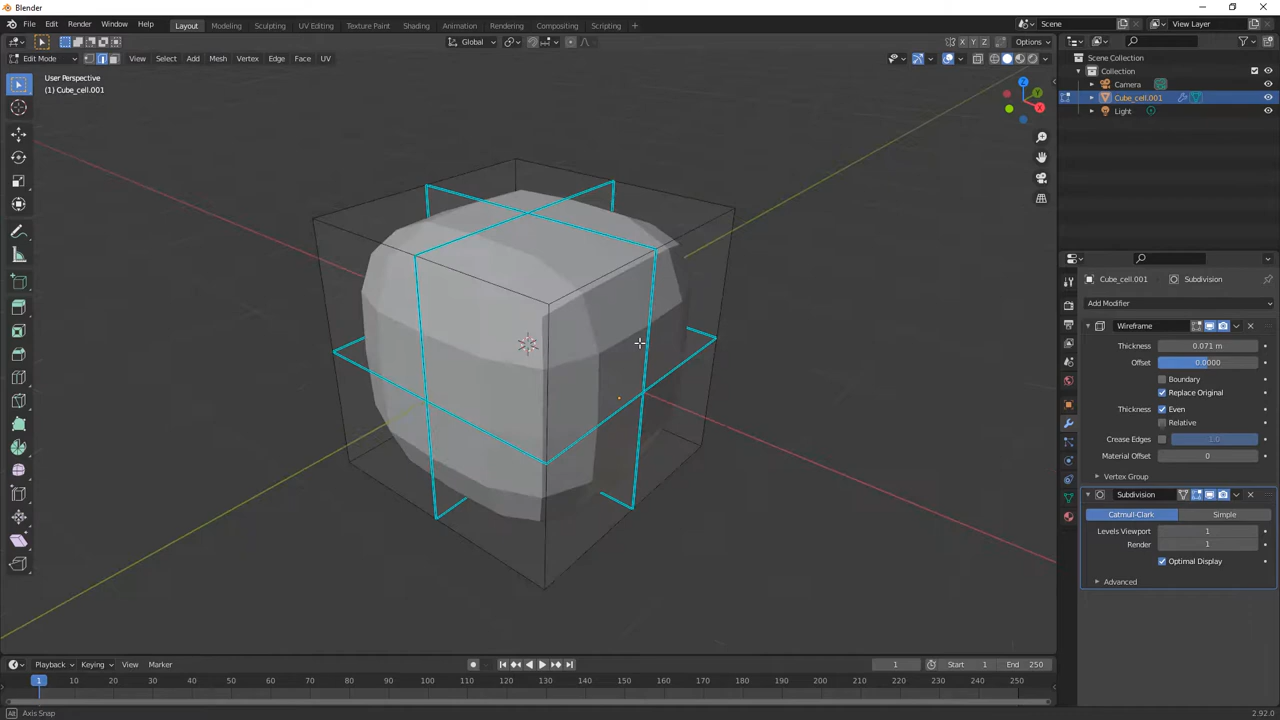 Blender
File Edit Render Window Help
Layout Modeling Sculpting UV Editing Texture Paint Shading Animation Rendering Compositing Scripting +
Scene
View Layer
Global
X Y Z
Options
Edit Mode
View Select Add Mesh Vertex Edge Face UV
User Perspective
(1) Cube_cell.001
Z
Y
X
Scene Collection
Collection
Camera
Cube_cell.001
Light
Cube_cell.001 > Subdivision
Add Modifier
Wireframe
Thickness 0.071 m
Offset 0.0000
Boundary
Replace Original
Thickness Even
Relative
Crease Edges 1.0
Material Offset 0
Vertex Group
Subdivision
Catmull-Clark Simple
Levels Viewport 1
Render 1
Optimal Display
Advanced
Playback Keying View Marker
1
Start 1
End 250
1 10 20 30 40 50 60 70 80 90 100 110 120 130 140 150 160 170 180 190 200 210 220 230 240 250
Alt Axis Snap
2.92.0